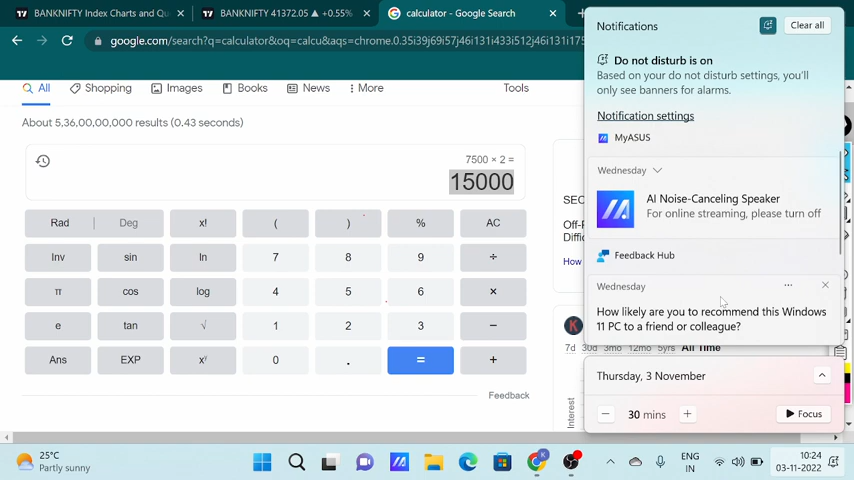 BANKNIFTY Index Charts and Qu
BANKNIFTY 41372.05 ▲ +0.55%
calculator - Google Search
google.com/search?q=calculator&oq=calcu&aqs=chrome.0.35i39j69i57j46i131i433i512j46i131i175
All
Shopping
Images
Books
News
More
Tools
About 5,36,00,00,000 results (0.43 seconds)
7500 × 2 =
15000
Rad | Deg x! ( ) % AC
Inv sin ln 7 8 9 ÷
π cos log 4 5 6 ×
e tan √ 1 2 3 −
Ans EXP xʸ 0 . = +
Feedback
SEC
Off-F
Diffic
How
K
7d 30d 3mo 12mo 5yrs All Time
Interest
Notifications
Clear all
Do not disturb is on
Based on your do not disturb settings, you'll
only see banners for alarms.
Notification settings
MyASUS
Wednesday
AI Noise-Canceling Speaker
For online streaming, please turn off
Feedback Hub
Wednesday
How likely are you to recommend this Windows
11 PC to a friend or colleague?
Thursday, 3 November
30 mins
Focus
25°C
Partly sunny
ENG
IN
10:24
03-11-2022